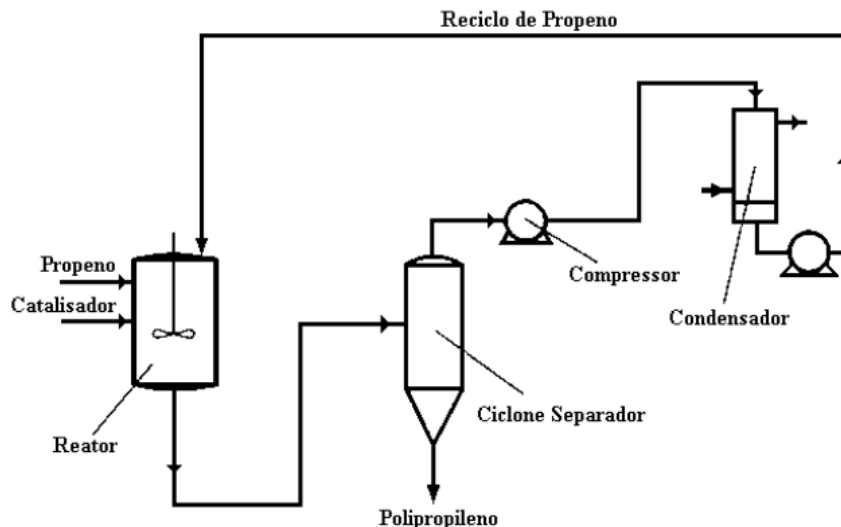 Reciclo de Propeno
Propeno
Catalisador
Compressor
Condensador
Ciclone Separador
Reator
Polipropileno